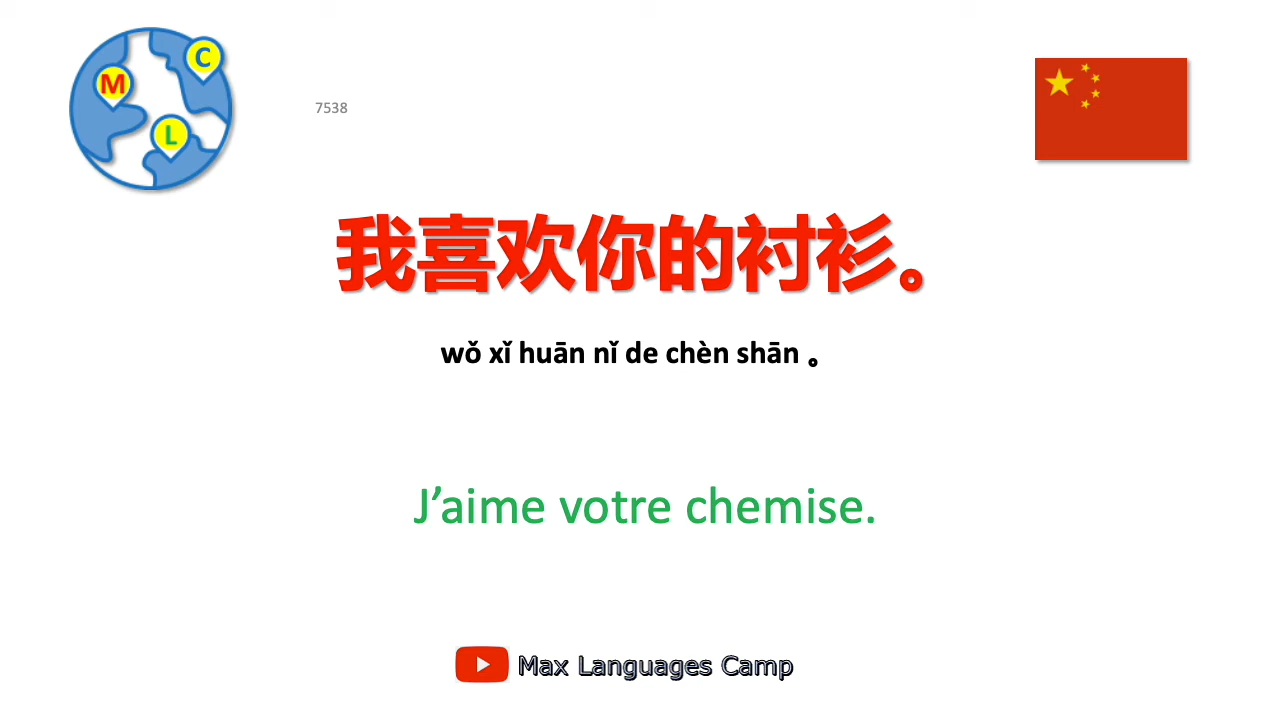 C
M
L
7538
我喜欢你的衬衫。
wǒ xǐ huān nǐ de chèn shān 。
J’aime votre chemise.
Max Languages Camp